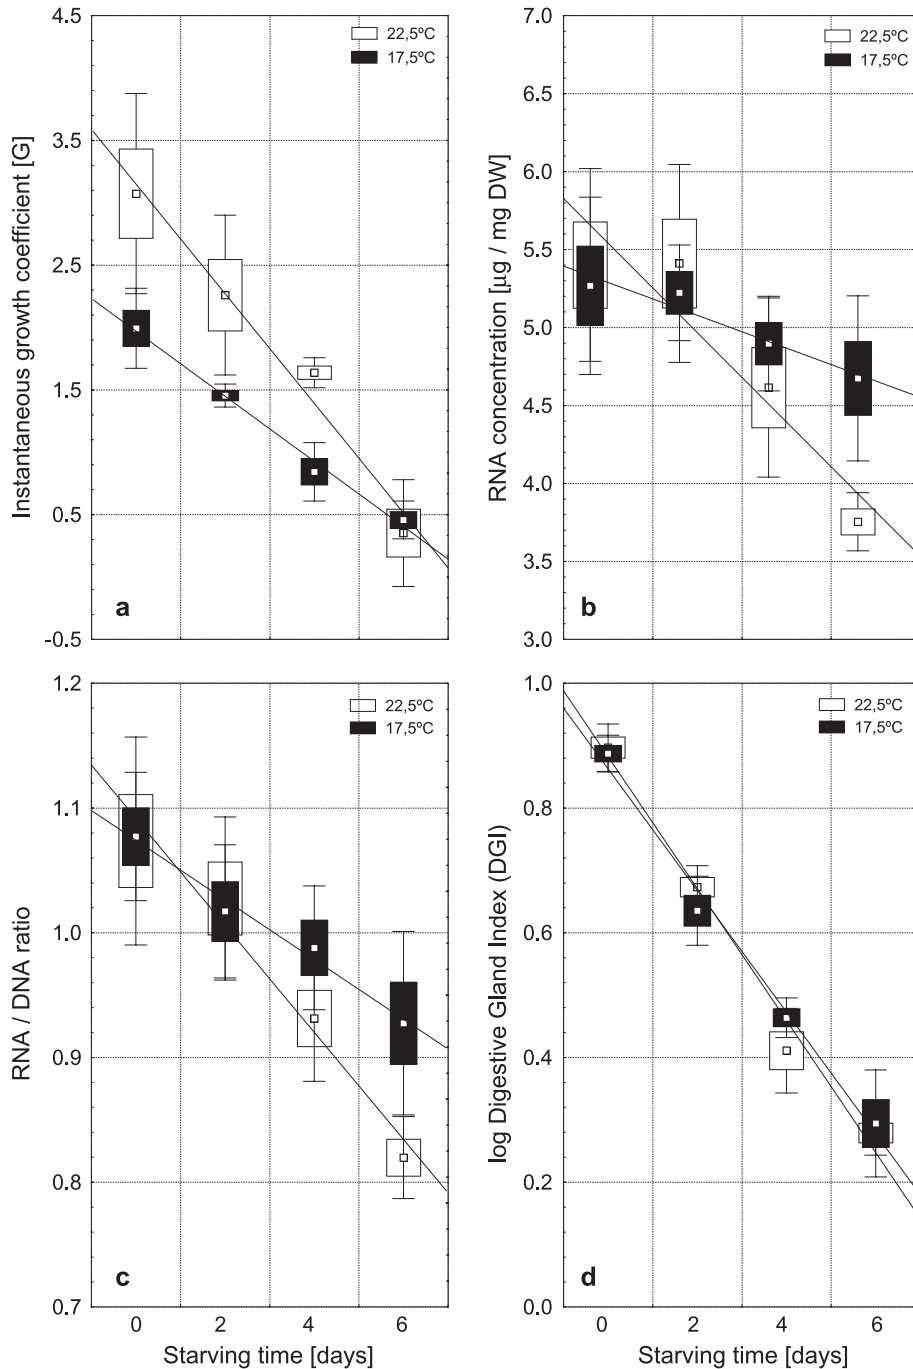 4.5
3.5
2.5
1.5
0.5
-0.5
Instantaneous growth coefficient [G]
22,5ºC
17,5ºC
a
7.0
6.5
6.0
5.5
5.0
4.5
4.0
3.5
3.0
RNA concentration [µg / mg DW]
22,5ºC
17,5ºC
b
1.2
1.1
1.0
0.9
0.8
0.7
RNA / DNA ratio
22,5ºC
17,5ºC
c
0 2 4 6
Starving time [days]
1.0
0.8
0.6
0.4
0.2
0.0
log Digestive Gland Index (DGI)
22,5ºC
17,5ºC
d
0 2 4 6
Starving time [days]